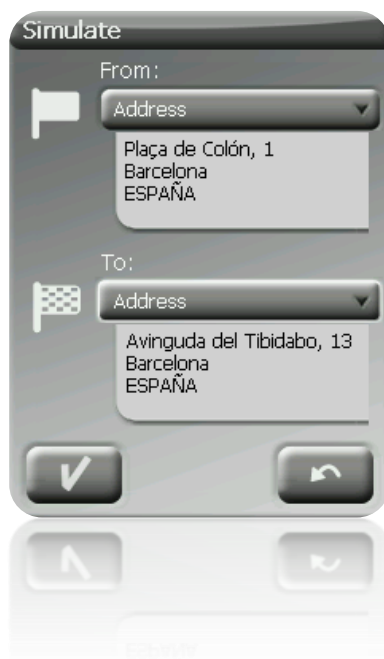 Simulate
From:
Address
Plaça de Colón, 1
Barcelona
ESPAÑA
To:
Address
Avinguda del Tibidabo, 13
Barcelona
ESPAÑA